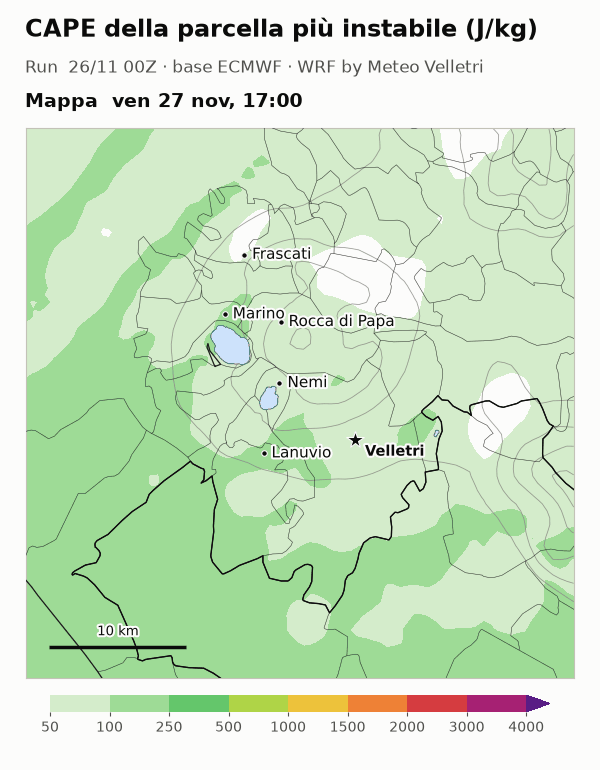 CAPE della parcella più instabile (J/kg)
Run  26/11 00Z · base ECMWF · WRF by Meteo Velletri
Mappa  ven 27 nov, 17:00
Frascati
Marino
Rocca di Papa
Nemi
Velletri
Lanuvio
10 km
50 100 250 500 1000 1500 2000 3000 4000